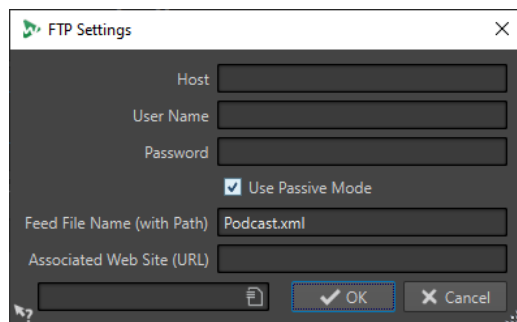 FTP Settings
Host
User Name
Password
Use Passive Mode
Feed File Name (with Path) Podcast.xml
Associated Web Site (URL)
OK Cancel